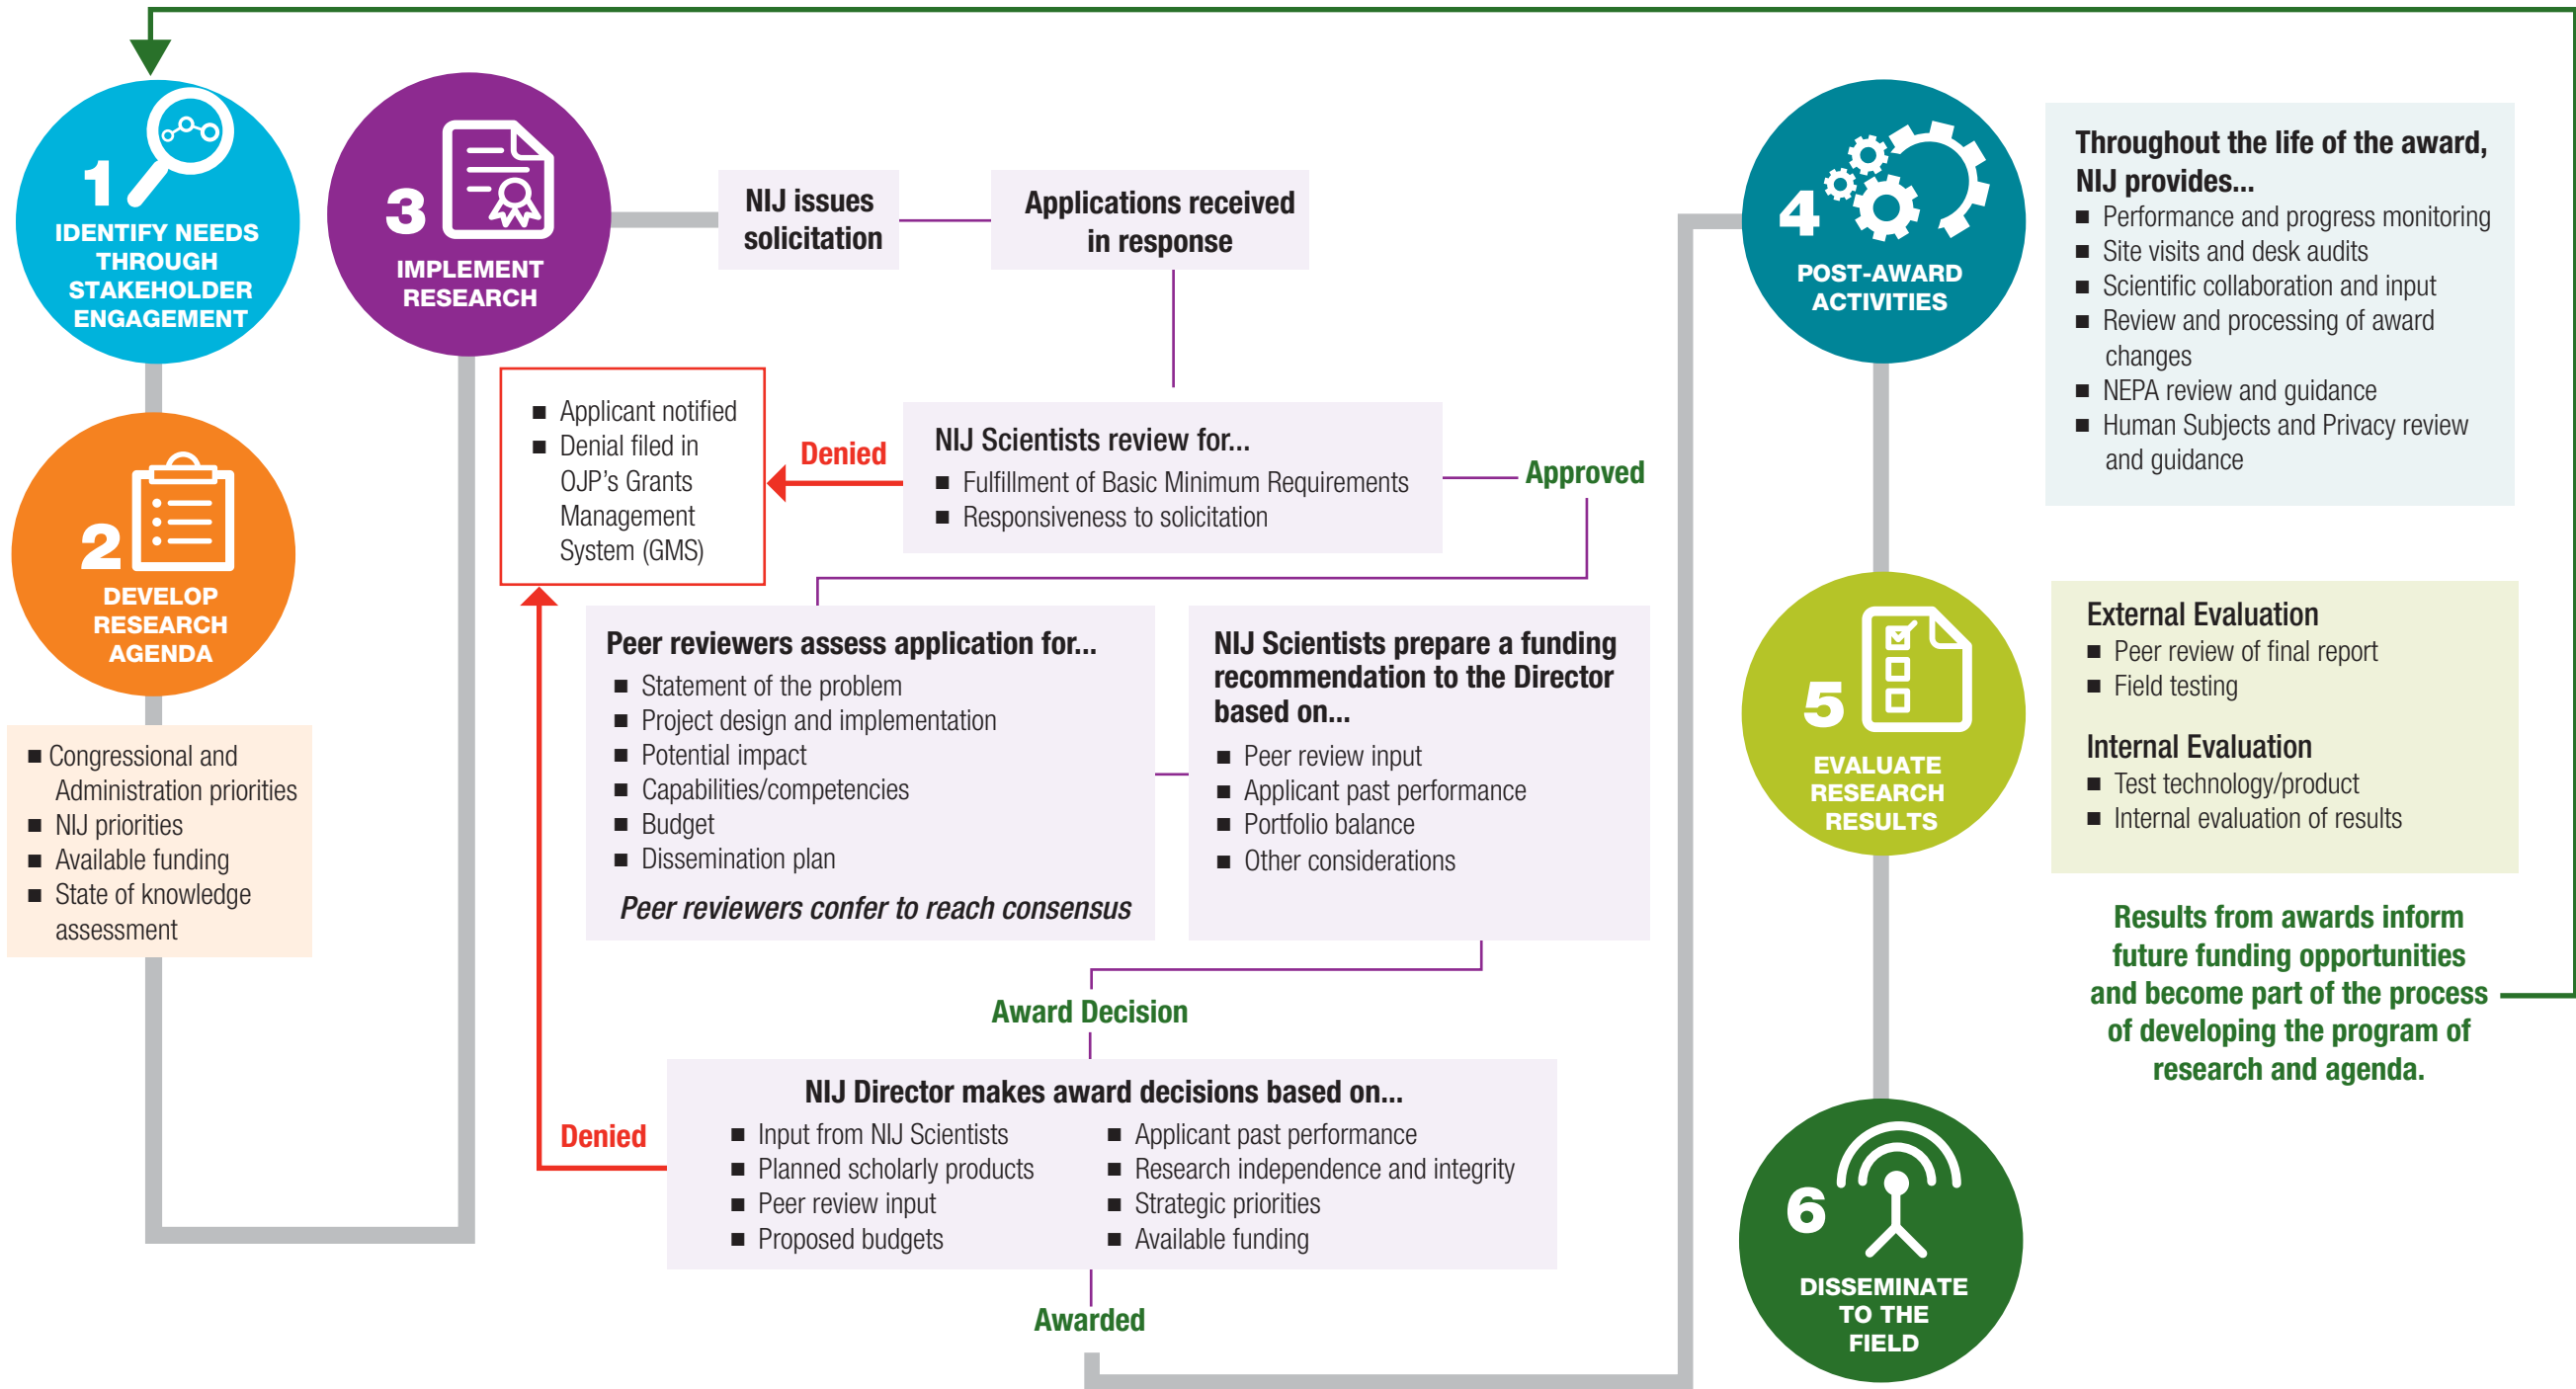 1
IDENTIFY NEEDS
THROUGH
STAKEHOLDER
ENGAGEMENT
2
DEVELOP
RESEARCH
AGENDA
■ Congressional and
Administration priorities
■ NIJ priorities
■ Available funding
■ State of knowledge
assessment
3
IMPLEMENT
RESEARCH
NIJ issues
solicitation
Applications received
in response
NIJ Scientists review for...
■ Fulfillment of Basic Minimum Requirements
■ Responsiveness to solicitation
Denied
■ Applicant notified
■ Denial filed in
OJP’s Grants
Management
System (GMS)
Approved
Peer reviewers assess application for...
■ Statement of the problem
■ Project design and implementation
■ Potential impact
■ Capabilities/competencies
■ Budget
■ Dissemination plan
Peer reviewers confer to reach consensus
NIJ Scientists prepare a funding
recommendation to the Director
based on...
■ Peer review input
■ Applicant past performance
■ Portfolio balance
■ Other considerations
Award Decision
NIJ Director makes award decisions based on...
■ Input from NIJ Scientists
■ Planned scholarly products
■ Peer review input
■ Proposed budgets
■ Applicant past performance
■ Research independence and integrity
■ Strategic priorities
■ Available funding
Denied
Awarded
4
POST-AWARD
ACTIVITIES
Throughout the life of the award,
NIJ provides...
■ Performance and progress monitoring
■ Site visits and desk audits
■ Scientific collaboration and input
■ Review and processing of award
changes
■ NEPA review and guidance
■ Human Subjects and Privacy review
and guidance
5
EVALUATE
RESEARCH
RESULTS
External Evaluation
■ Peer review of final report
■ Field testing
Internal Evaluation
■ Test technology/product
■ Internal evaluation of results
Results from awards inform
future funding opportunities
and become part of the process
of developing the program of
research and agenda.
6
DISSEMINATE
TO THE
FIELD